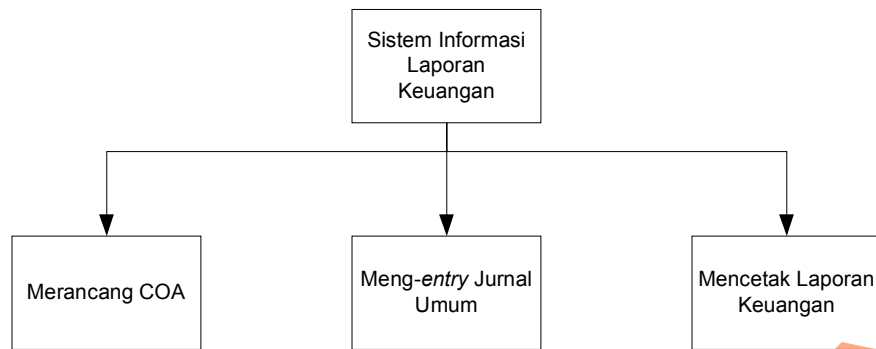 Sistem Informasi
Laporan
Keuangan
Merancang COA
Meng-entry Jurnal
Umum
Mencetak Laporan
Keuangan